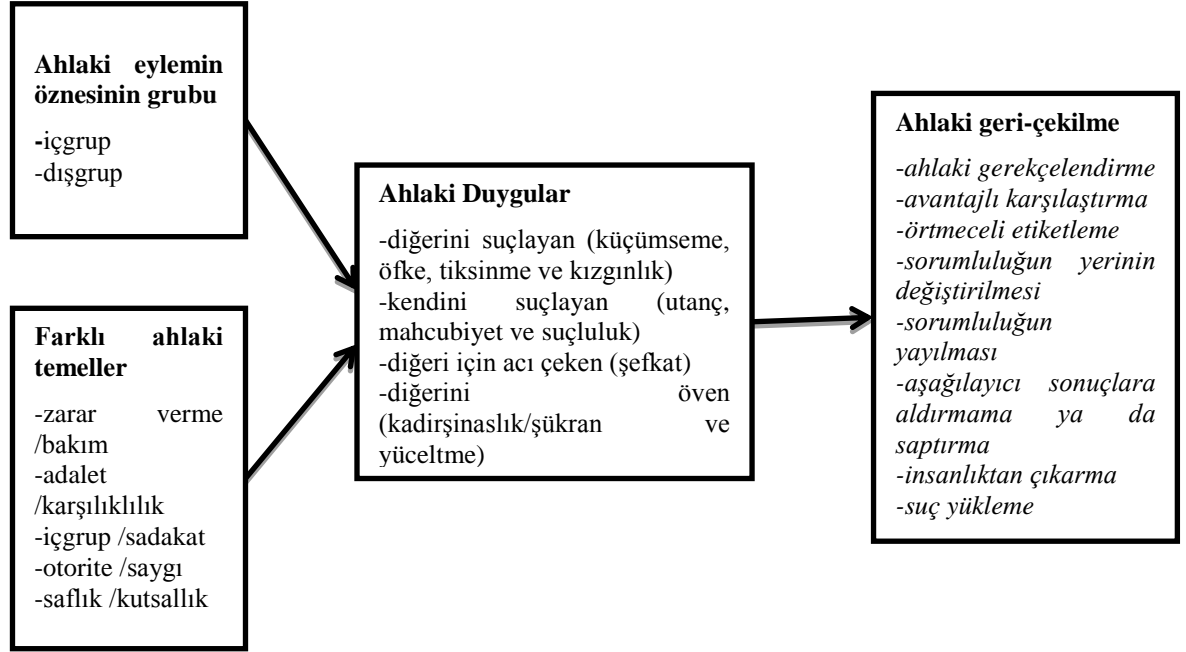 Ahlaki eylemin
öznesinin grubu
-içgrup
-dışgrup
Farklı ahlaki
temeller
-zarar verme
/bakım
-adalet
/karşılıklılık
-içgrup /sadakat
-otorite /saygı
-saflık /kutsallık
Ahlaki Duygular
-diğerini suçlayan (küçümseme,
öfke, tiksinme ve kızgınlık)
-kendini suçlayan (utanç,
mahcubiyet ve suçluluk)
-diğeri için acı çeken (şefkat)
-diğerini öven
(kadirşinaslık/şükran ve
yüceltme)
Ahlaki geri-çekilme
-ahlaki gerekçelendirme
-avantajlı karşılaştırma
-örtmeceli etiketleme
-sorumluluğun yerinin
değiştirilmesi
-sorumluluğun
yayılması
-aşağılayıcı sonuçlara
aldırmama ya da
saptırma
-insanlıktan çıkarma
-suç yükleme